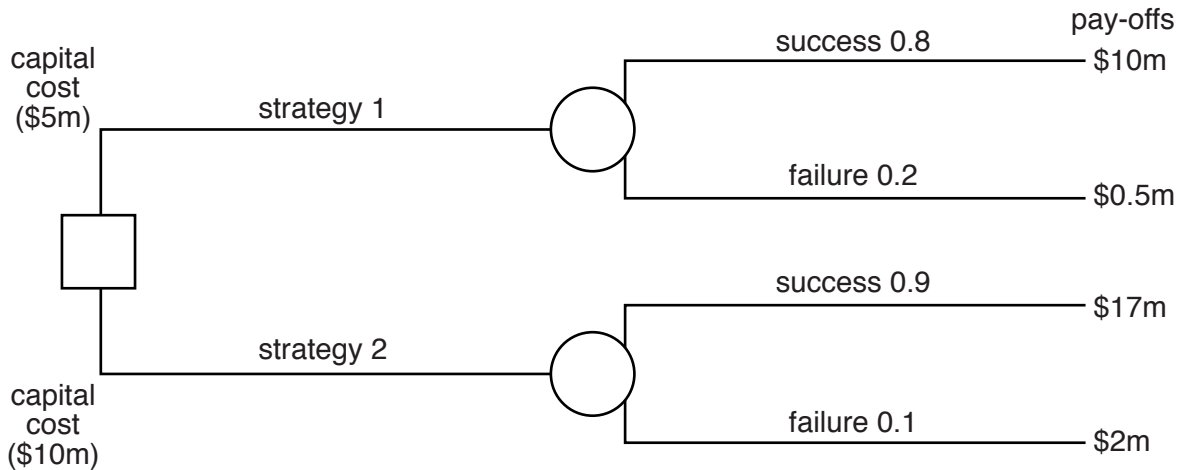 pay-offs
success 0.8
$10m
capital
cost
($5m)
strategy 1
failure 0.2
$0.5m
success 0.9
$17m
strategy 2
capital
cost
($10m)
failure 0.1
$2m